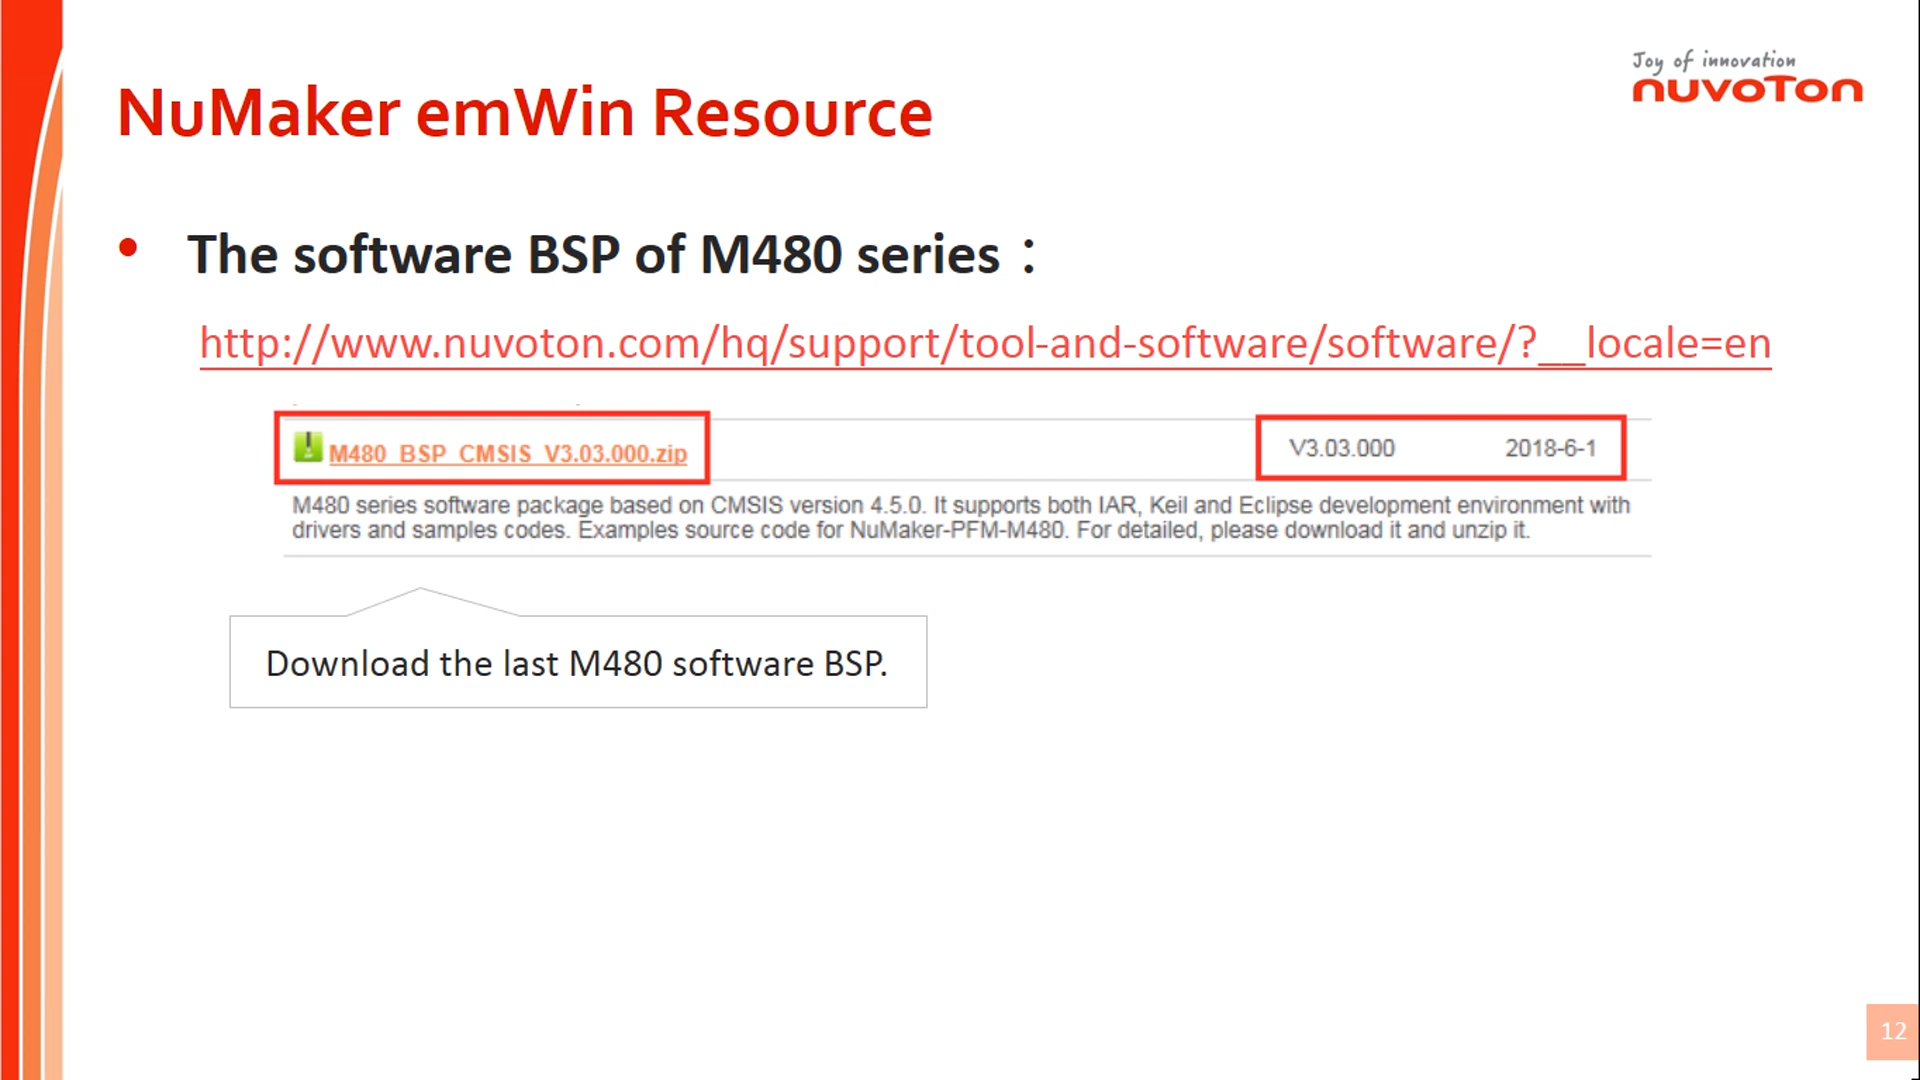 Joy of innovation
nuvoTon
NuMaker emWin Resource
• The software BSP of M480 series：
http://www.nuvoton.com/hq/support/tool-and-software/software/?__locale=en
M480_BSP_CMSIS_V3.03.000.zip V3.03.000 2018-6-1
M480 series software package based on CMSIS version 4.5.0. It supports both IAR, Keil and Eclipse development environment with
drivers and samples codes. Examples source code for NuMaker-PFM-M480. For detailed, please download it and unzip it.
Download the last M480 software BSP.
12